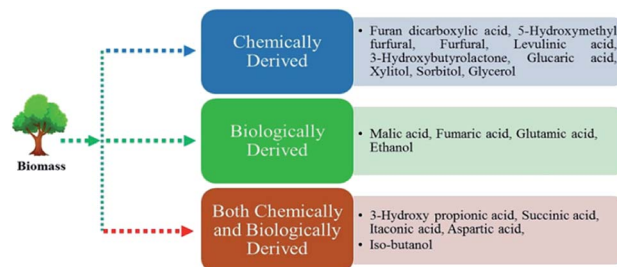 Biomass
Chemically
Derived
• Furan dicarboxylic acid, 5-Hydroxymethyl
furfural, Furfural, Levulinic acid,
3-Hydroxybutyrolactone, Glucaric acid,
Xylitol, Sorbitol, Glycerol
Biologically
Derived
• Malic acid, Fumaric acid, Glutamic acid,
Ethanol
Both Chemically
and Biologically
Derived
• 3-Hydroxy propionic acid, Succinic acid,
Itaconic acid, Aspartic acid,
• Iso-butanol